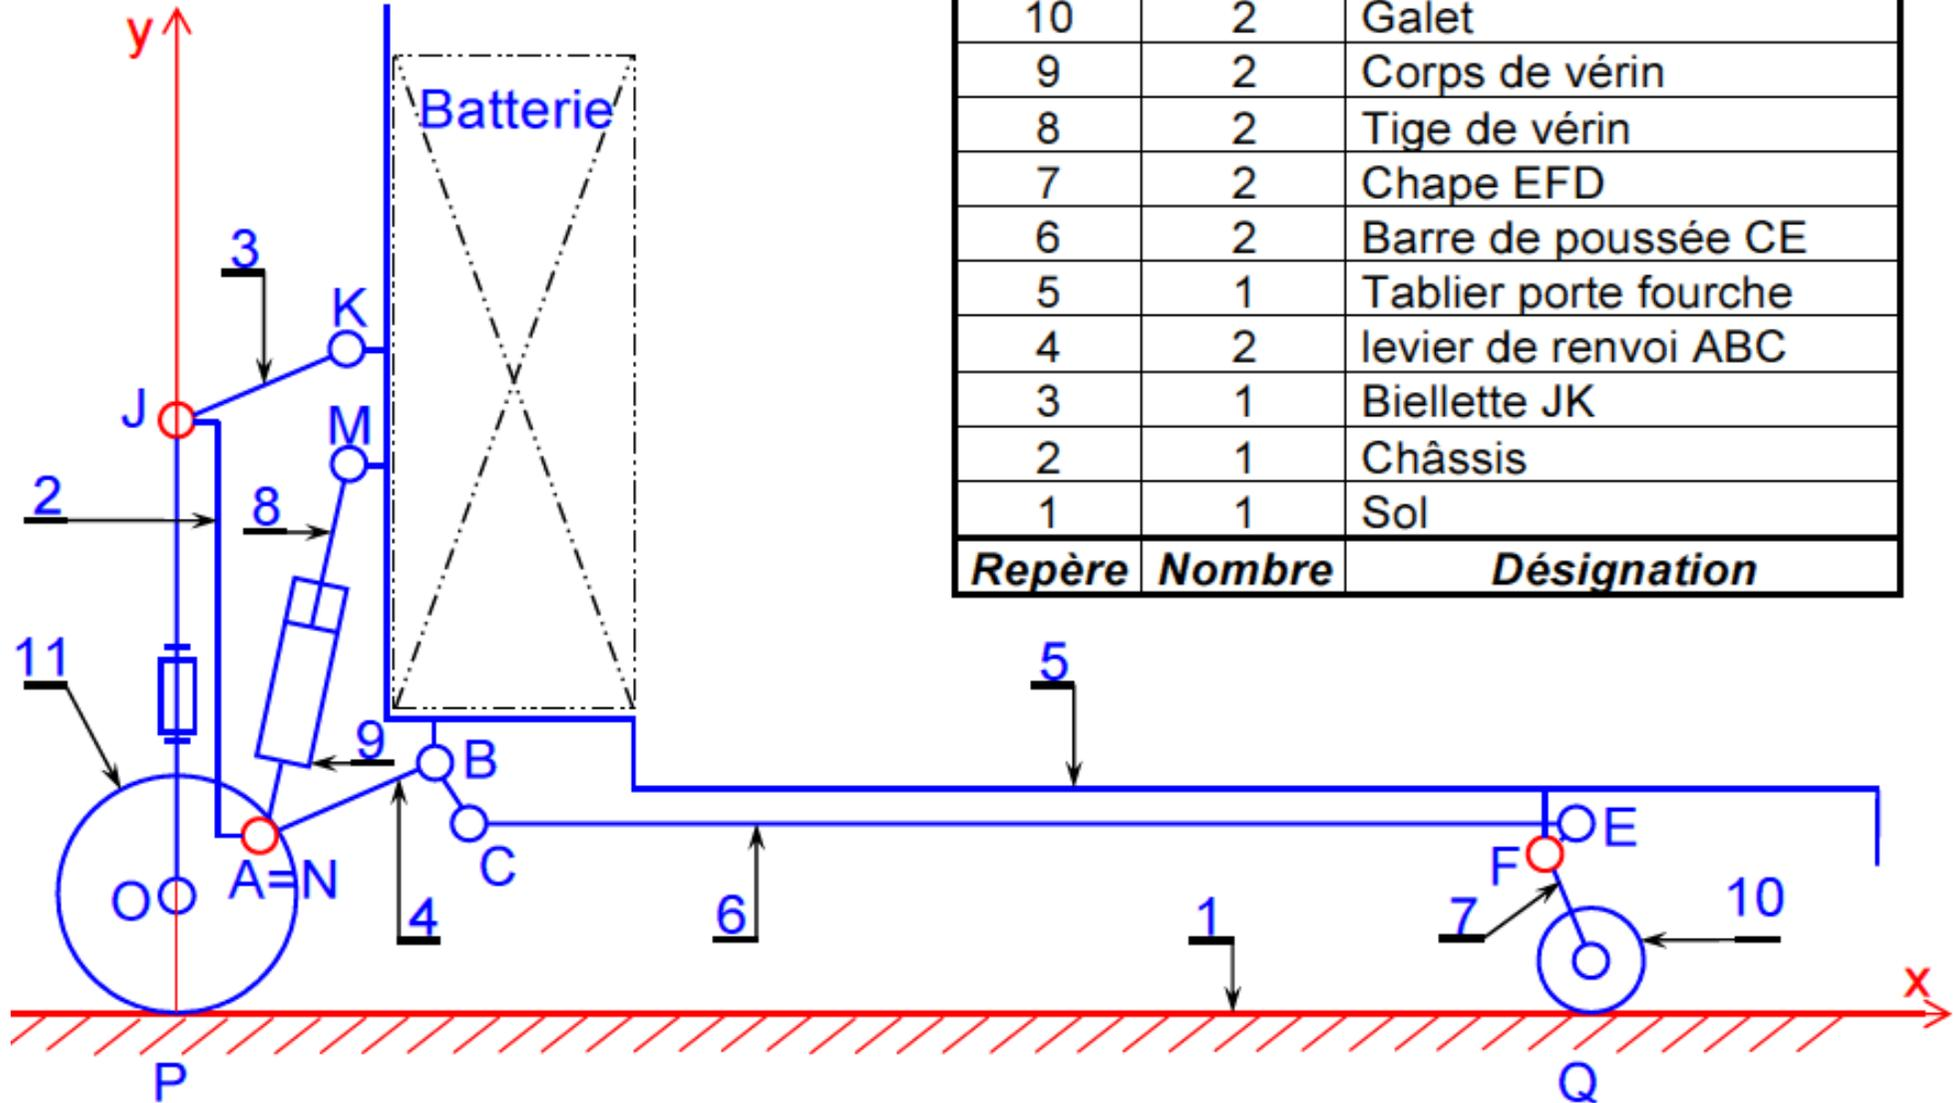 y
Batterie
10 2 Galet
9 2 Corps de vérin
8 2 Tige de vérin
7 2 Chape EFD
6 2 Barre de poussée CE
5 1 Tablier porte fourche
4 2 levier de renvoi ABC
3 1 Biellette JK
2 1 Châssis
1 1 Sol
Repère Nombre Désignation
3
K
J
M
2
8
11
5
9
B
A=N
C
E
F
O
4
6
1
7
10
x
P
Q